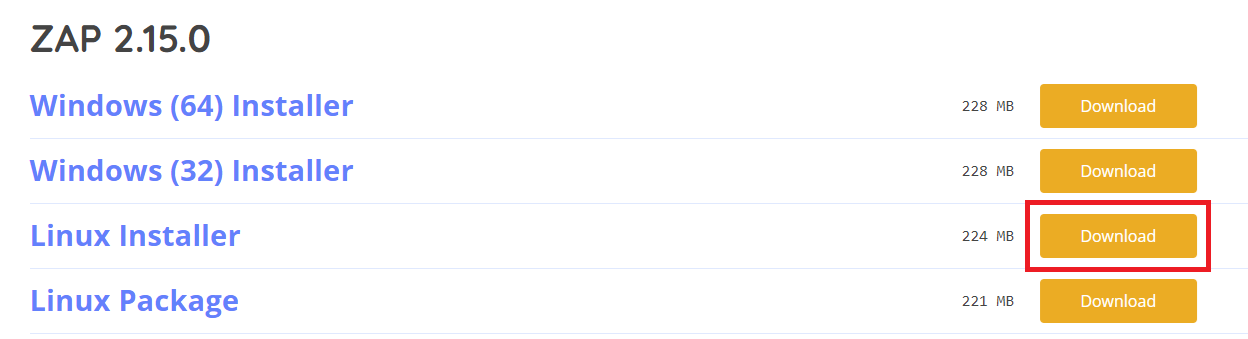 ZAP 2.15.0
Windows (64) Installer 228 MB Download
Windows (32) Installer 228 MB Download
Linux Installer 224 MB Download
Linux Package 221 MB Download